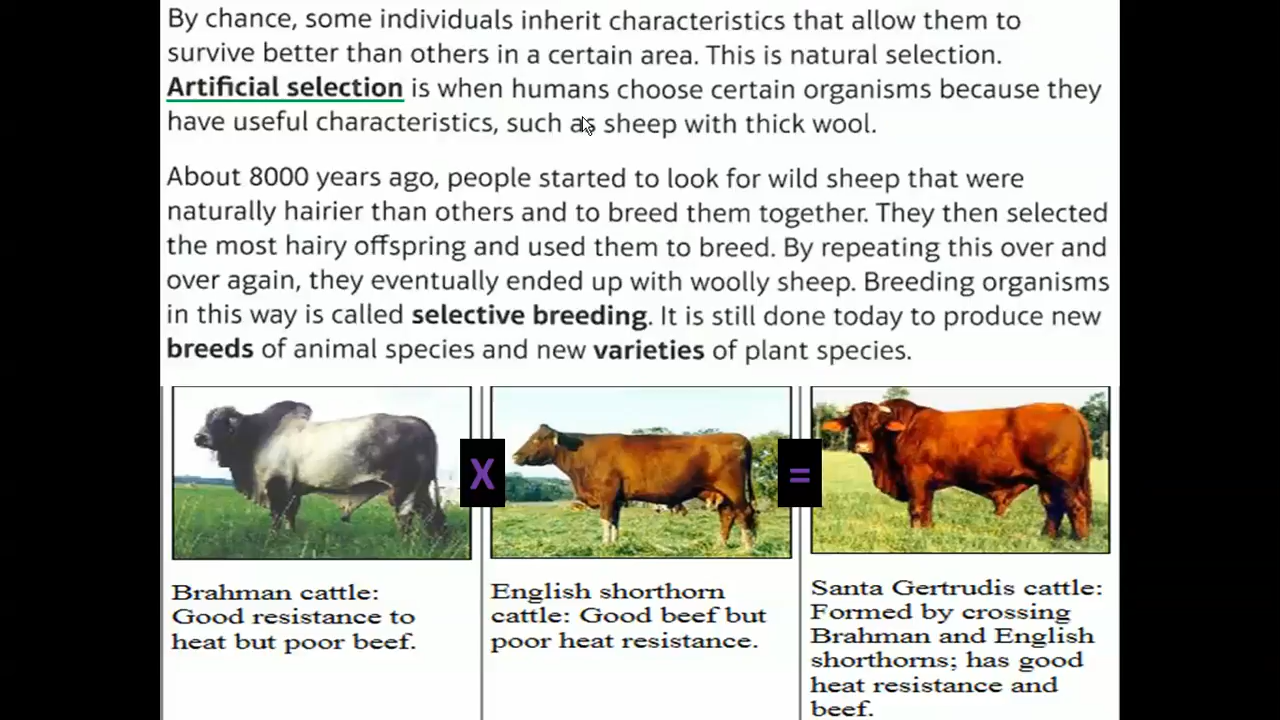 By chance, some individuals inherit characteristics that allow them to
survive better than others in a certain area. This is natural selection.
Artificial selection is when humans choose certain organisms because they
have useful characteristics, such as sheep with thick wool.
About 8000 years ago, people started to look for wild sheep that were
naturally hairier than others and to breed them together. They then selected
the most hairy offspring and used them to breed. By repeating this over and
over again, they eventually ended up with woolly sheep. Breeding organisms
in this way is called selective breeding. It is still done today to produce new
breeds of animal species and new varieties of plant species.
X
=
Brahman cattle:
Good resistance to
heat but poor beef.
English shorthorn
cattle: Good beef but
poor heat resistance.
Santa Gertrudis cattle:
Formed by crossing
Brahman and English
shorthorns; has good
heat resistance and
beef.